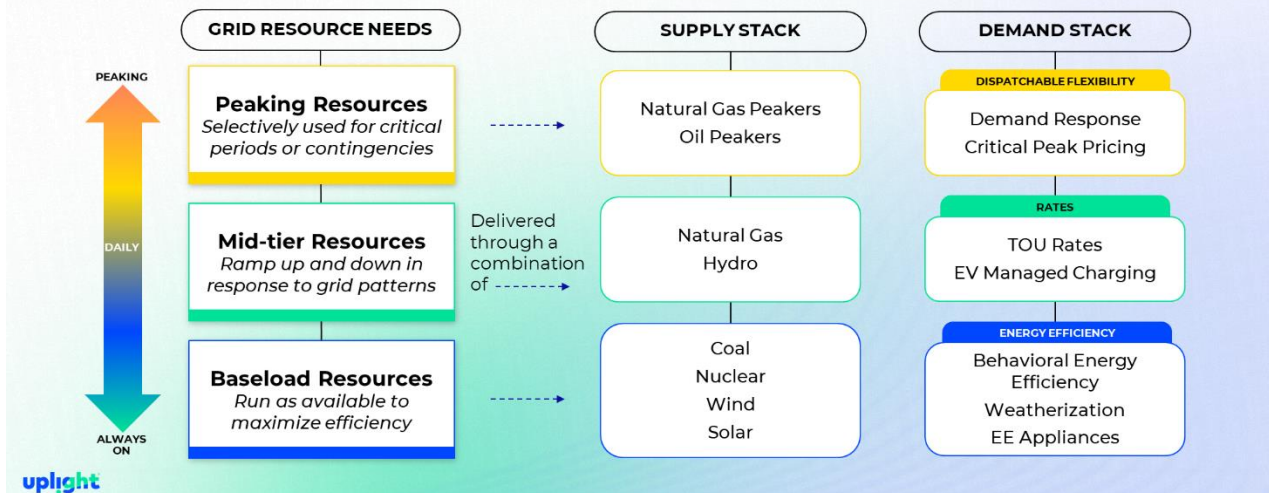 GRID RESOURCE NEEDS
SUPPLY STACK
DEMAND STACK
PEAKING
DAILY
ALWAYS
ON
Peaking Resources
Selectively used for critical
periods or contingencies
Natural Gas Peakers
Oil Peakers
DISPATCHABLE FLEXIBILITY
Demand Response
Critical Peak Pricing
Mid-tier Resources
Ramp up and down in
response to grid patterns
Delivered
through a
combination
of
Natural Gas
Hydro
RATES
TOU Rates
EV Managed Charging
Baseload Resources
Run as available to
maximize efficiency
Coal
Nuclear
Wind
Solar
ENERGY EFFICIENCY
Behavioral Energy
Efficiency
Weatherization
EE Appliances
uplight